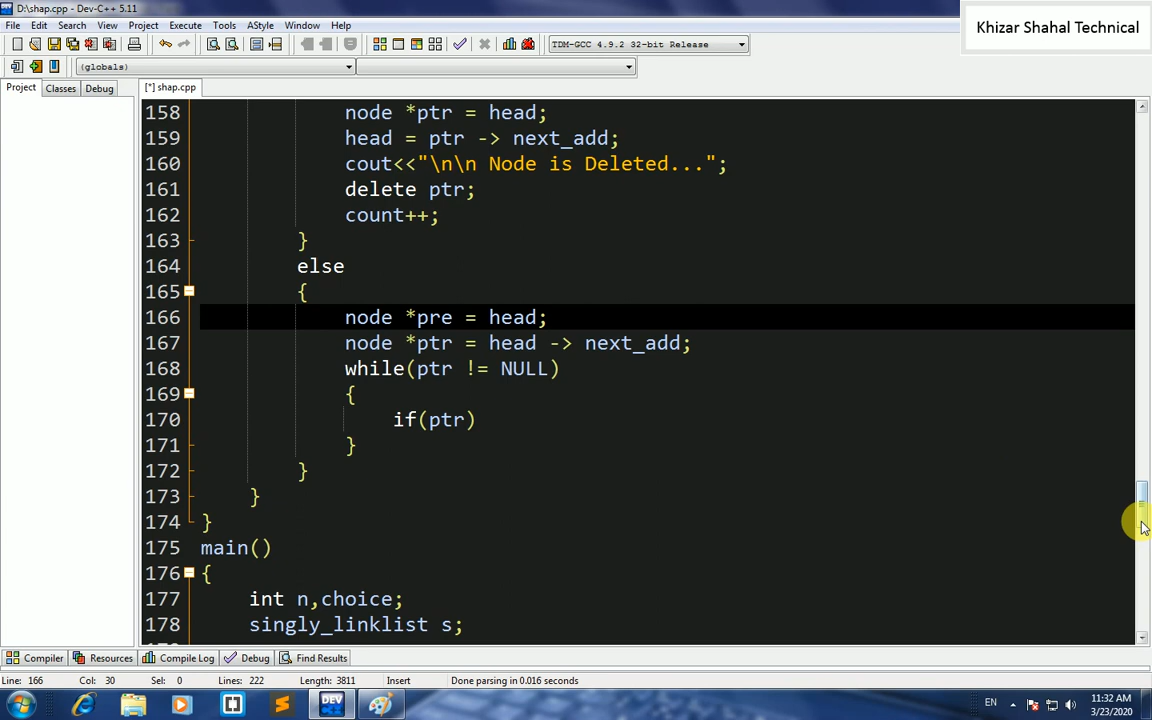 D:\shap.cpp - Dev-C++ 5.11
Khizar Shahal Technical
File Edit Search View Project Execute Tools AStyle Window Help
TDM-GCC 4.9.2 32-bit Release
(globals)
Project Classes Debug
[*] shap.cpp
158 node *ptr = head;
159 head = ptr -> next_add;
160 cout<<"\n\n Node is Deleted...";
161 delete ptr;
162 count++;
163 }
164 else
165 {
166 node *pre = head;
167 node *ptr = head -> next_add;
168 while(ptr != NULL)
169 {
170 if(ptr)
171 }
172 }
173 }
174 }
175 main()
176 {
177 int n,choice;
178 singly_linklist s;
Compiler Resources Compile Log Debug Find Results
Line: 166 Col: 30 Sel: 0 Lines: 222 Length: 3811 Insert Done parsing in 0.016 seconds
DEV
EN
11:32 AM
3/23/2020